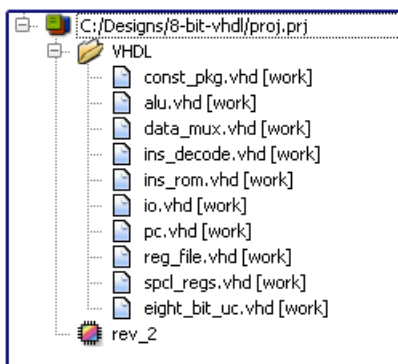 C:/Designs/8-bit-vhdl/proj.prj
VHDL
const_pkg.vhd [work]
alu.vhd [work]
data_mux.vhd [work]
ins_decode.vhd [work]
ins_rom.vhd [work]
io.vhd [work]
pc.vhd [work]
reg_file.vhd [work]
spcl_regs.vhd [work]
eight_bit_uc.vhd [work]
rev_2